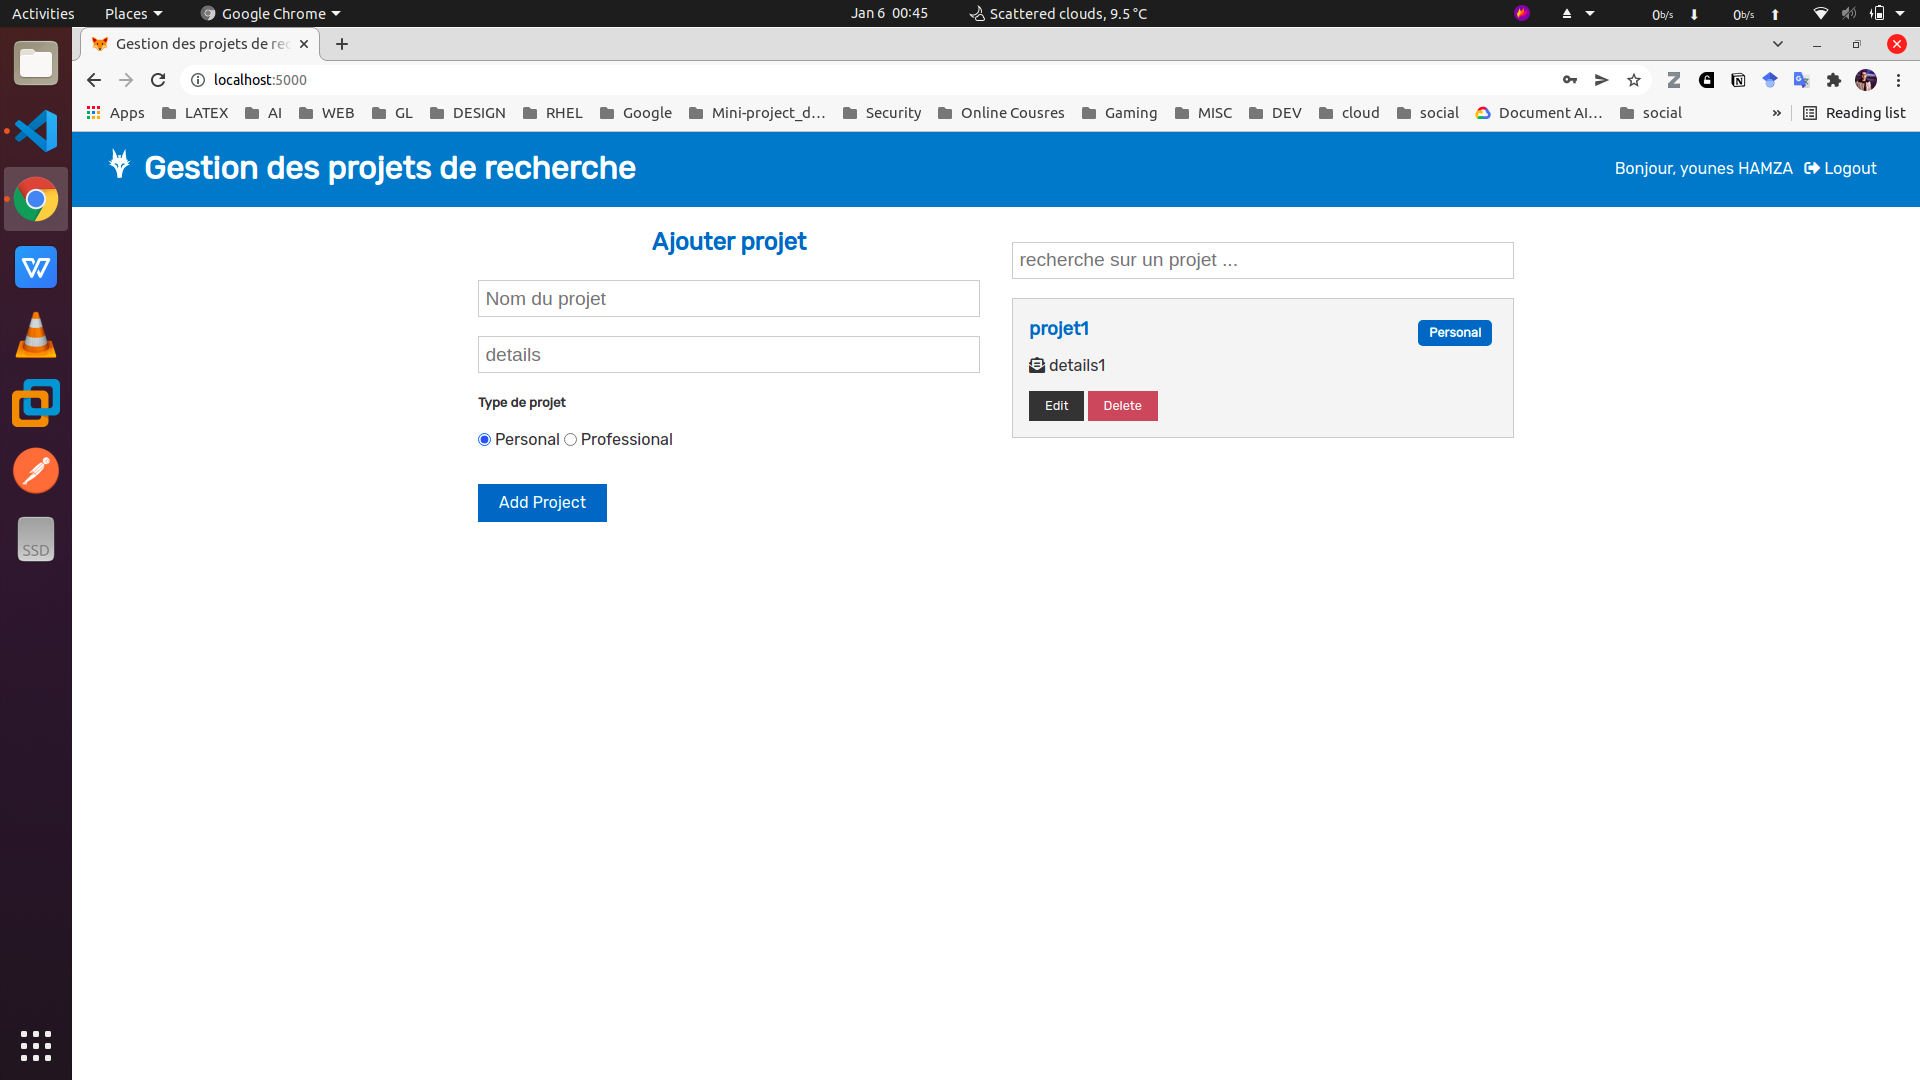 Activities Places Google Chrome Jan 6 00:45 Scattered clouds, 9.5 °C 0b/s 0b/s
Gestion des projets de rec
localhost:5000
Apps LATEX AI WEB GL DESIGN RHEL Google Mini-project_d... Security Online Cousres Gaming MISC DEV cloud social Document AI... social » Reading list
Gestion des projets de recherche
Bonjour, younes HAMZA Logout
Ajouter projet
Nom du projet
details
Type de projet
Personal Professional
Add Project
recherche sur un projet ...
projet1 Personal
details1
Edit Delete
SSD